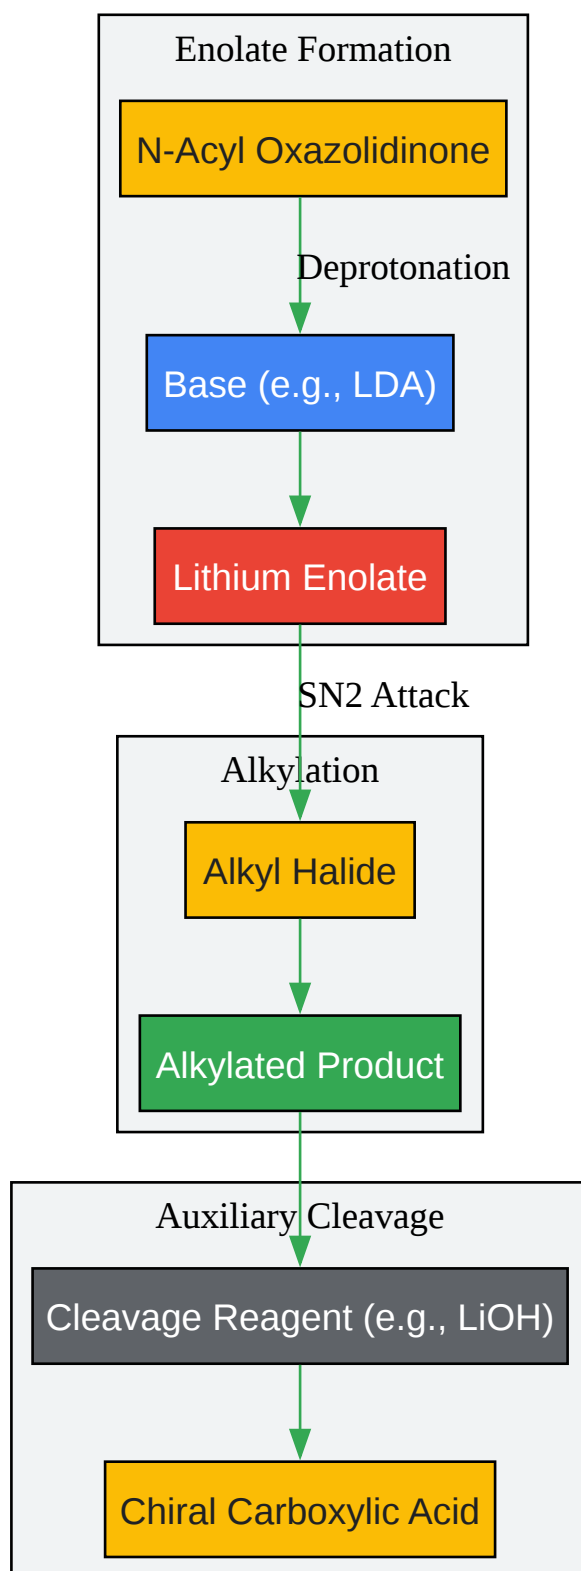 Enolate Formation
N-Acyl Oxazolidinone
Deprotonation
Base (e.g., LDA)
Lithium Enolate
SN2 Attack
Alkylation
Alkyl Halide
Alkylated Product
Auxiliary Cleavage
Cleavage Reagent (e.g., LiOH)
Chiral Carboxylic Acid